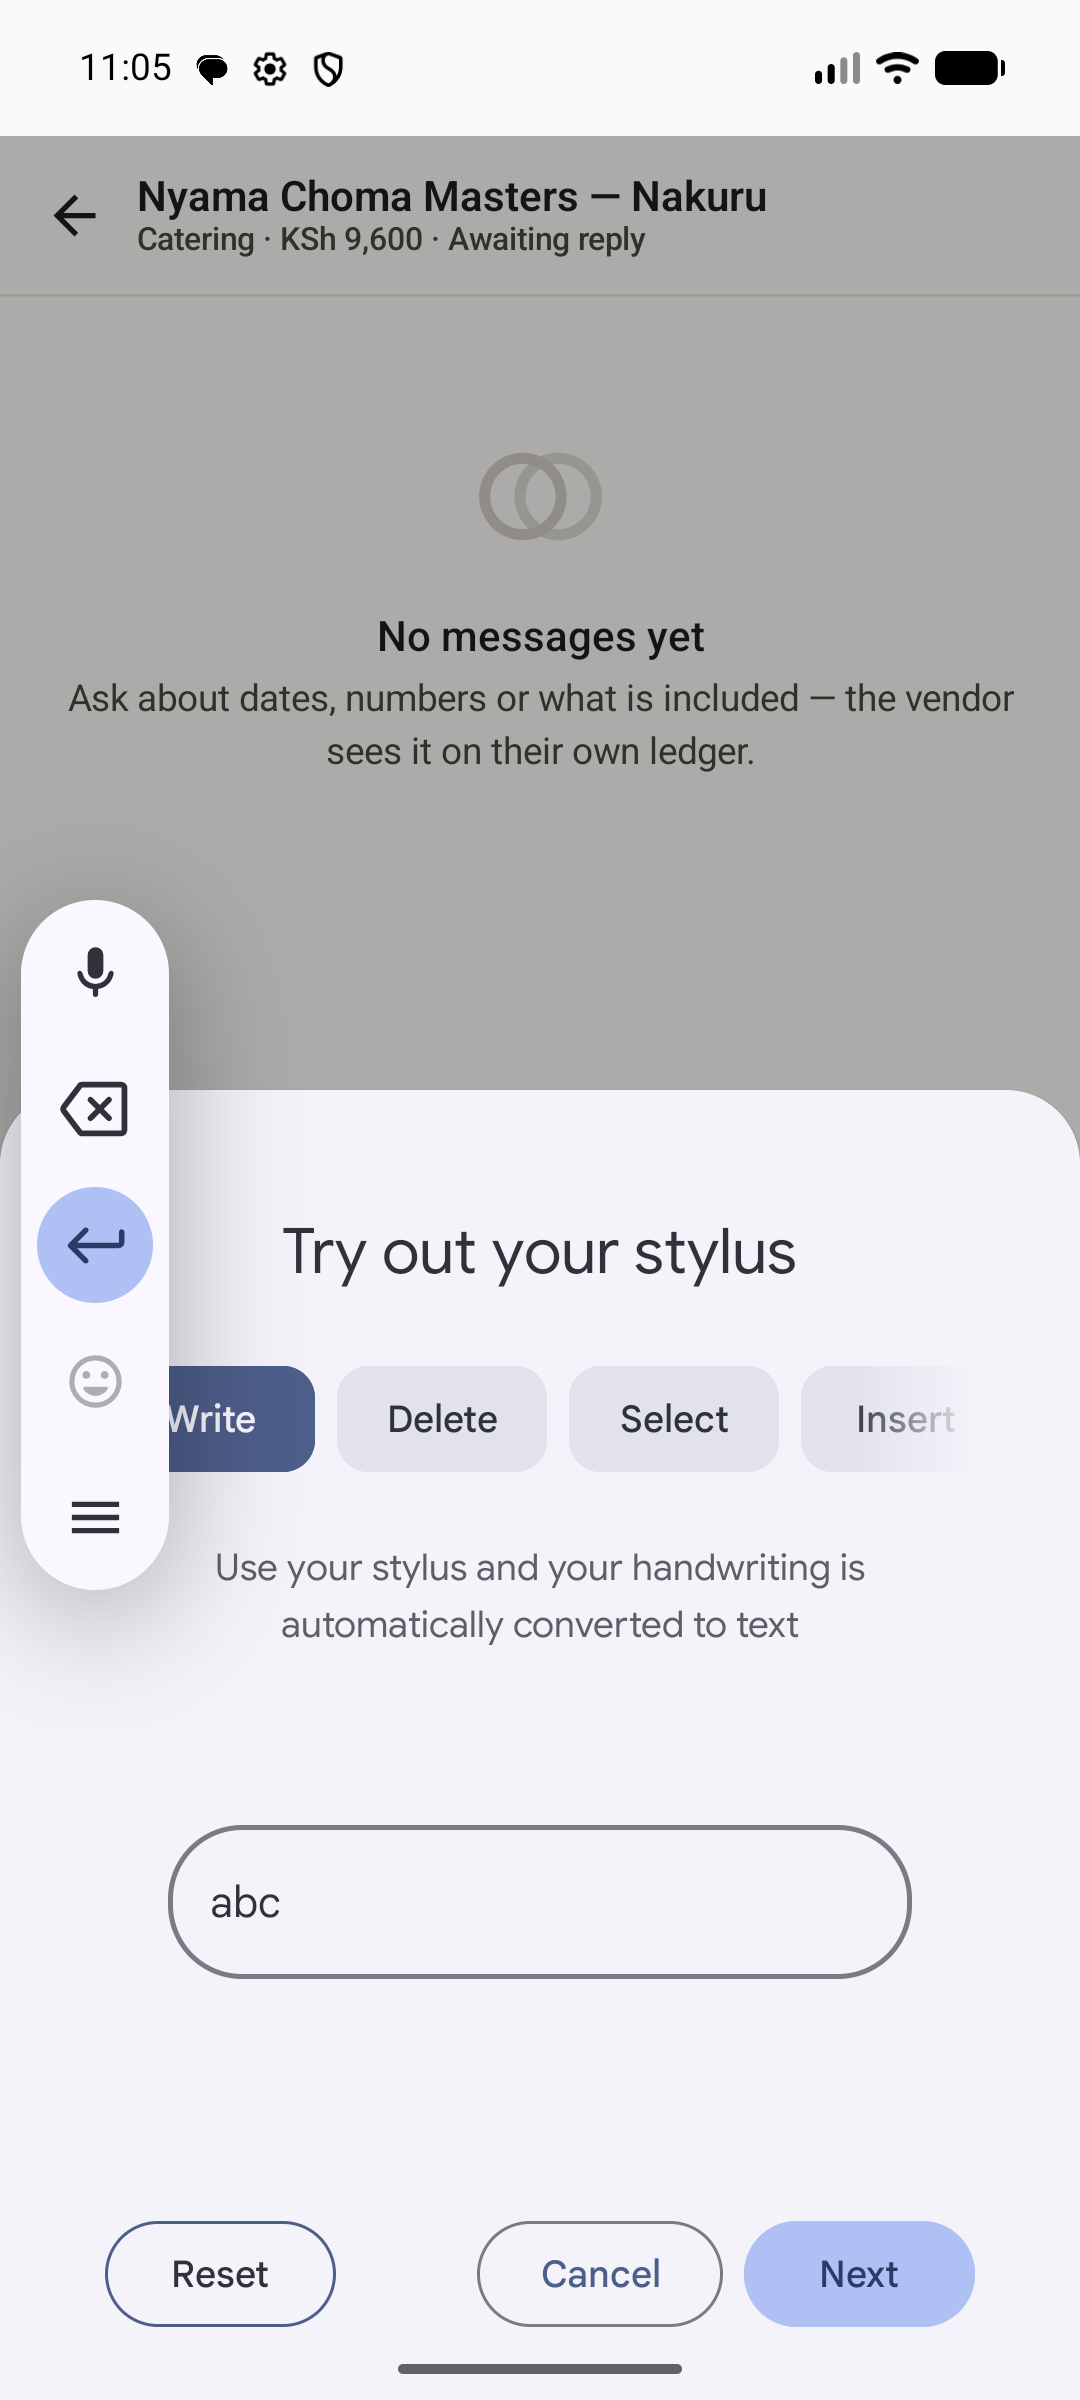 11:05
Nyama Choma Masters — Nakuru
Catering · KSh 9,600 · Awaiting reply
No messages yet
Ask about dates, numbers or what is included — the vendor
sees it on their own ledger.
Try out your stylus
Write Delete Select Insert
Use your stylus and your handwriting is
automatically converted to text
abc
Reset Cancel Next